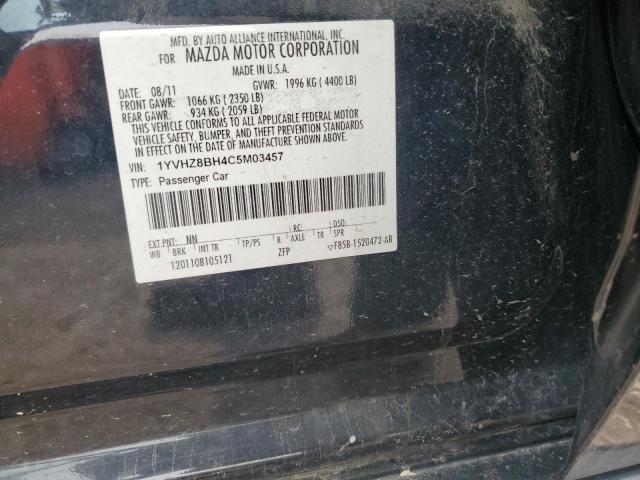 MFD. BY AUTO ALLIANCE INTERNATIONAL, INC.
FOR MAZDA MOTOR CORPORATION
MADE IN U.S.A.
DATE: 08/11 GVWR: 1996 KG (4400 LB)
FRONT GAWR: 1066 KG (2350 LB)
REAR GAWR: 934 KG (2059 LB)
THIS VEHICLE CONFORMS TO ALL APPLICABLE FEDERAL MOTOR
VEHICLE SAFETY, BUMPER, AND THEFT PREVENTION STANDARDS
IN EFFECT ON THE DATE OF MANUFACTURE SHOWN ABOVE.
VIN: 1YVHZ8BH4C5M03457
TYPE: Passenger Car
EXT PNT: NN RC: DSO:
WB BRK INT TR TP/PS R AXLE TR SPR
120110810512T ZFP ▽F85B-1520472-AB